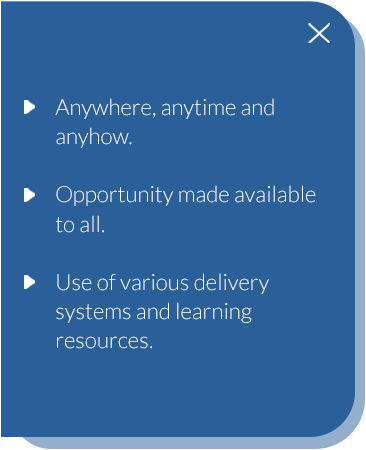 Anywhere, anytime and
anyhow.
Opportunity made available
to all.
Use of various delivery
systems and learning
resources.